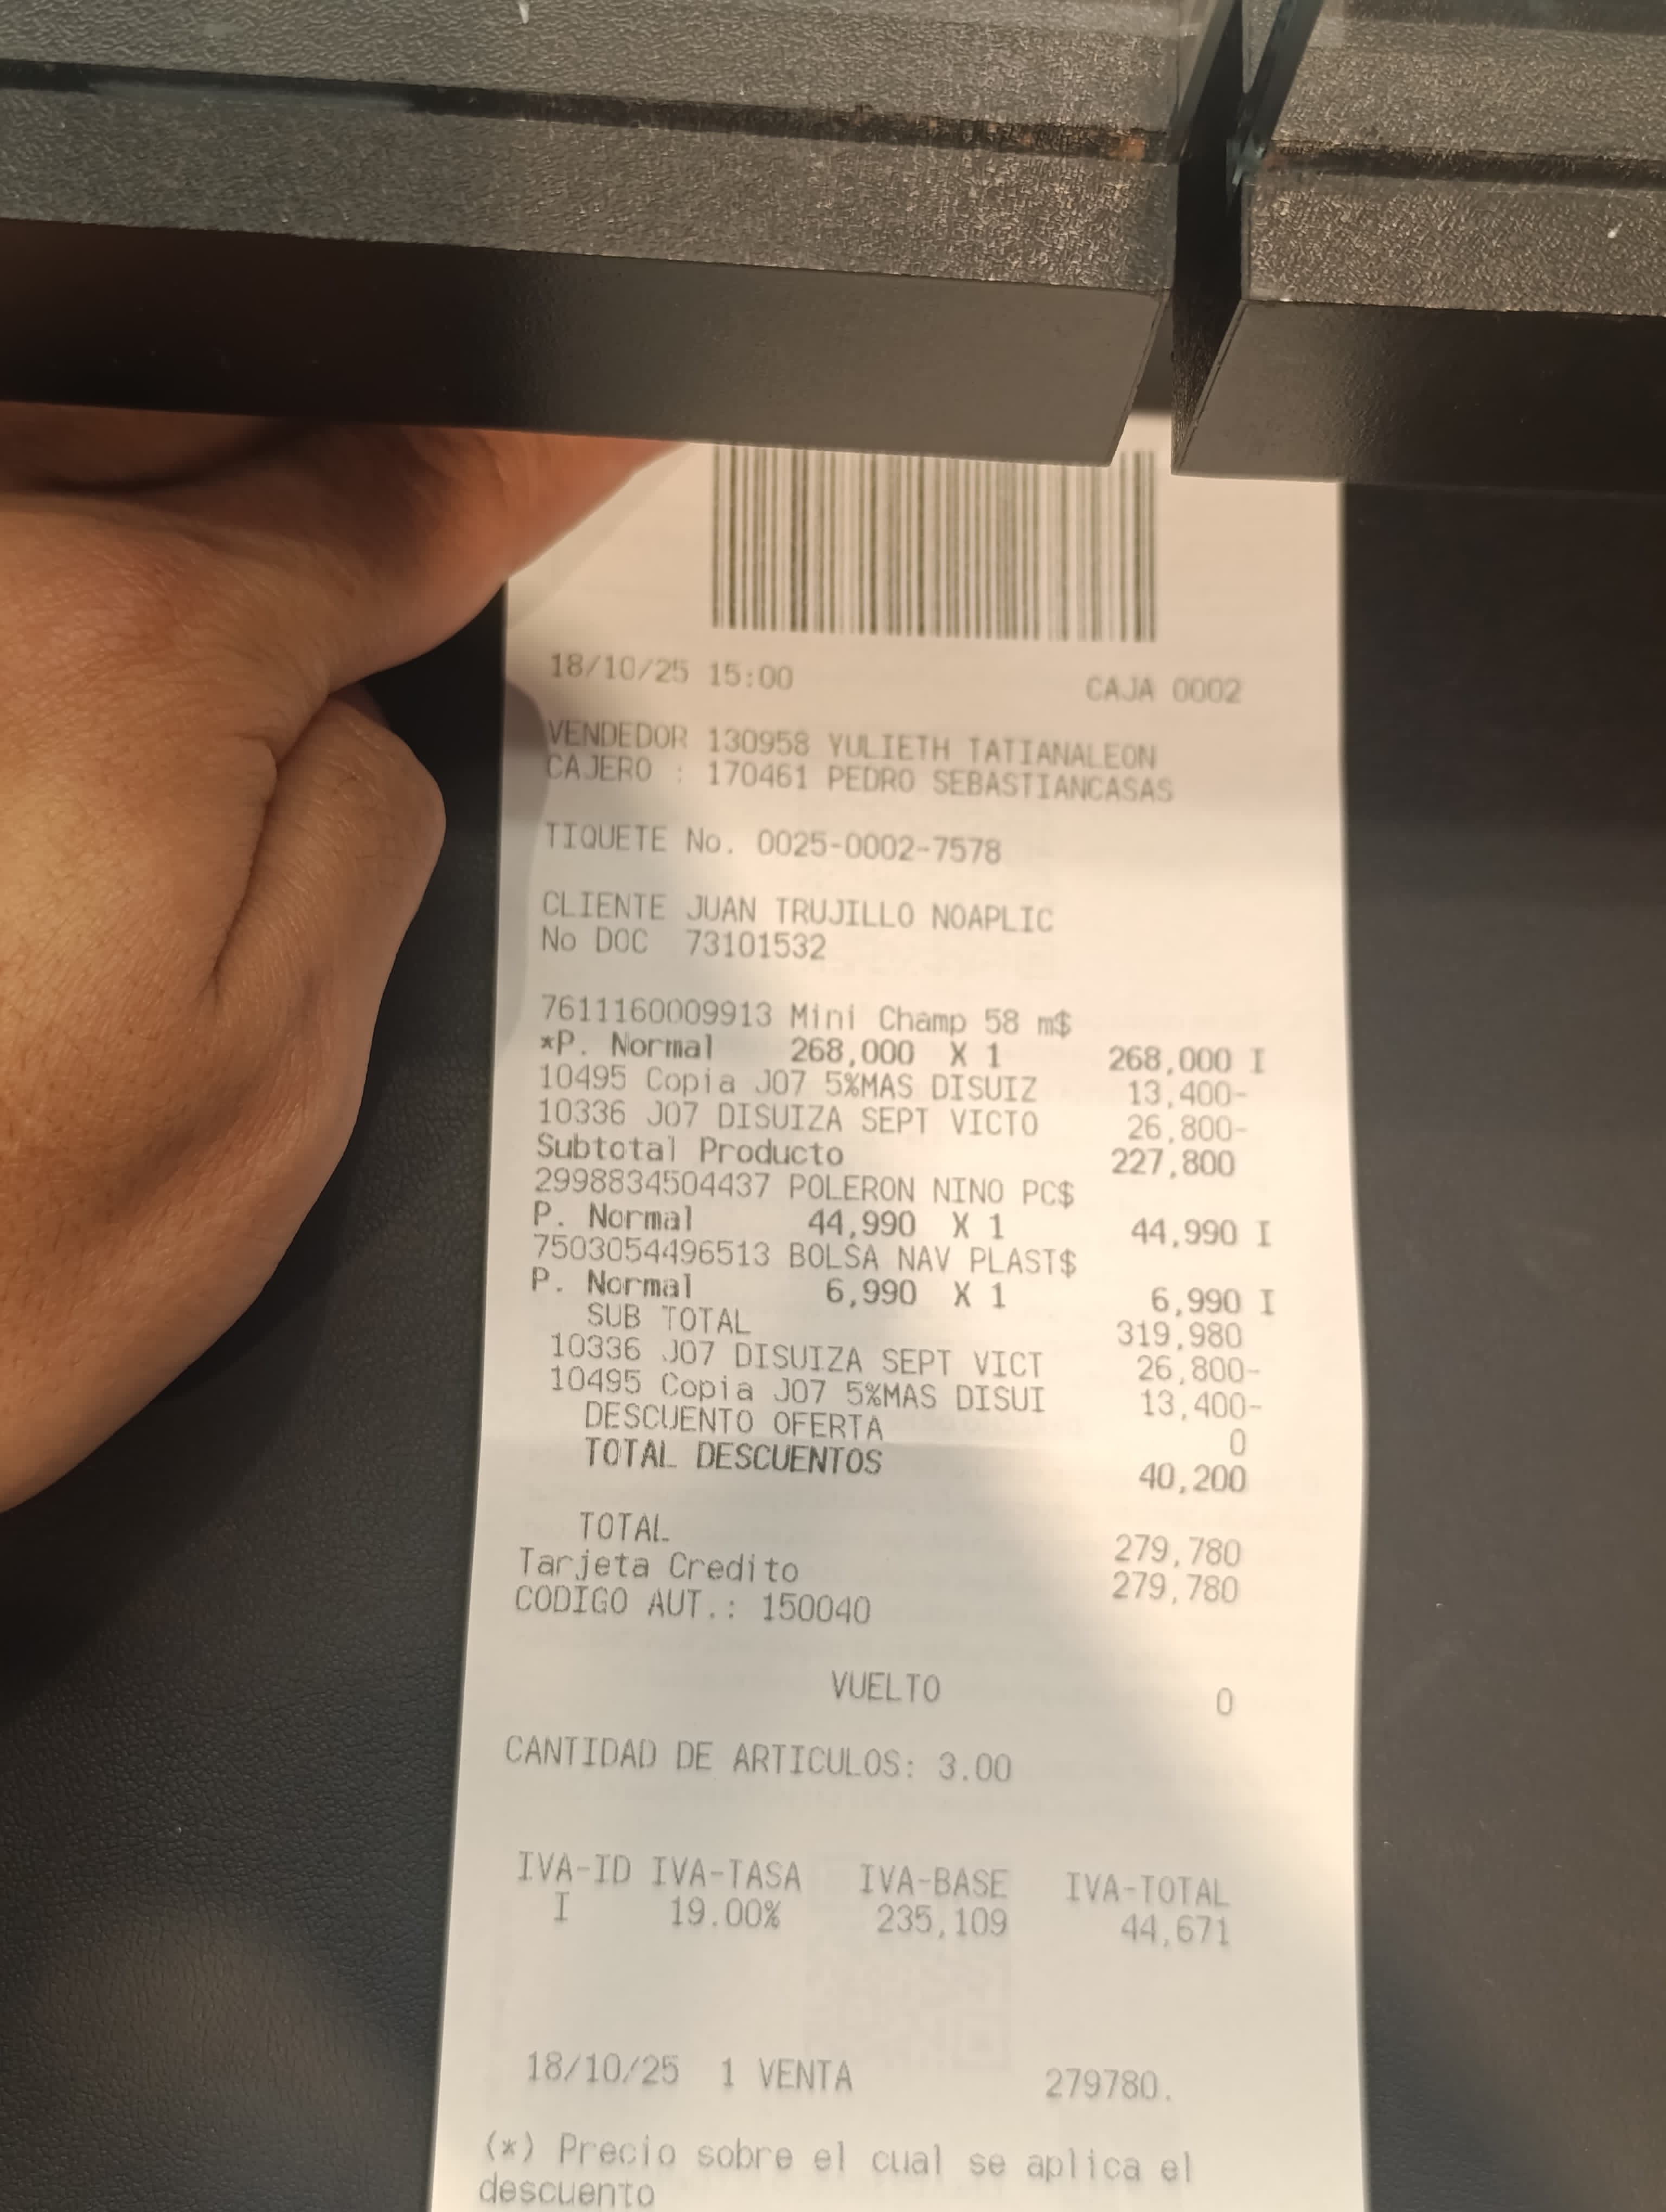 18/10/25 15:00 CAJA 0002
VENDEDOR 130958 YULIETH TATIANALEON
CAJERO : 170461 PEDRO SEBASTIANCASAS
TIQUETE No. 0025-0002-7578
CLIENTE JUAN TRUJILLO NOAPLIC
No DOC 73101532
7611160009913 Mini Champ 58 m$
*P. Normal 268,000 X 1 268,000 I
10495 Copia J07 5%MAS DISUIZ 13,400-
10336 J07 DISUIZA SEPT VICTO 26,800-
Subtotal Producto 227,800
2998834504437 POLERON NINO PC$
P. Normal 44,990 X 1 44,990 I
7503054496513 BOLSA NAV PLAST$
P. Normal 6,990 X 1 6,990 I
SUB TOTAL 319,980
10336 J07 DISUIZA SEPT VICT 26,800-
10495 Copia J07 5%MAS DISUI 13,400-
DESCUENTO OFERTA 0
TOTAL DESCUENTOS 40,200
TOTAL 279,780
Tarjeta Credito 279,780
CODIGO AUT.: 150040
VUELTO 0
CANTIDAD DE ARTICULOS: 3.00
IVA-ID IVA-TASA IVA-BASE IVA-TOTAL
I 19.00% 235,109 44,671
18/10/25 1 VENTA 279780.
(*) Precio sobre el cual se aplica el
descuento